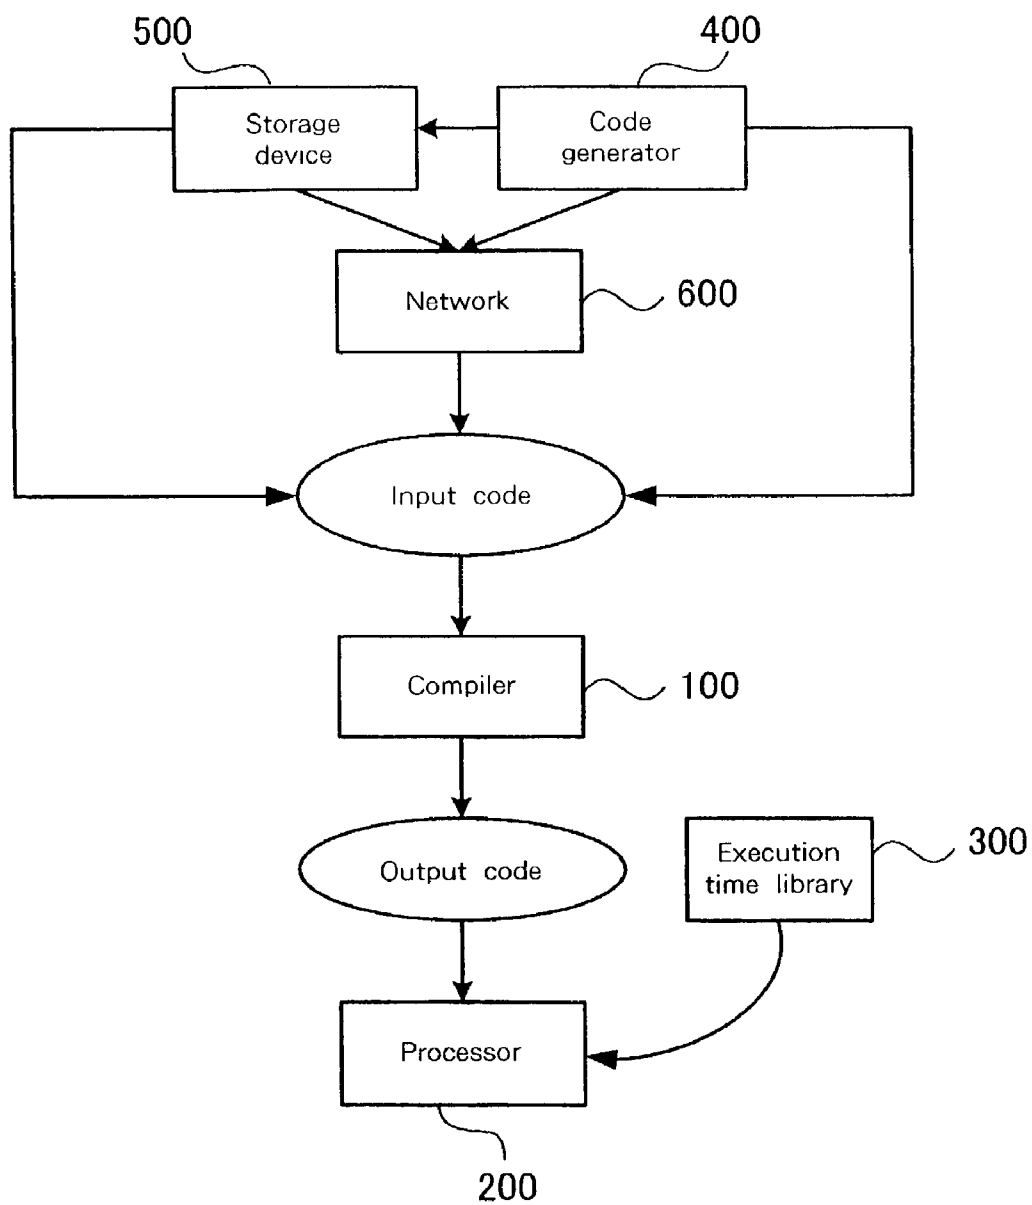 500
400
Storage
device
Code
generator
Network
600
Input code
Compiler
100
Output code
Execution
time library
300
Processor
200